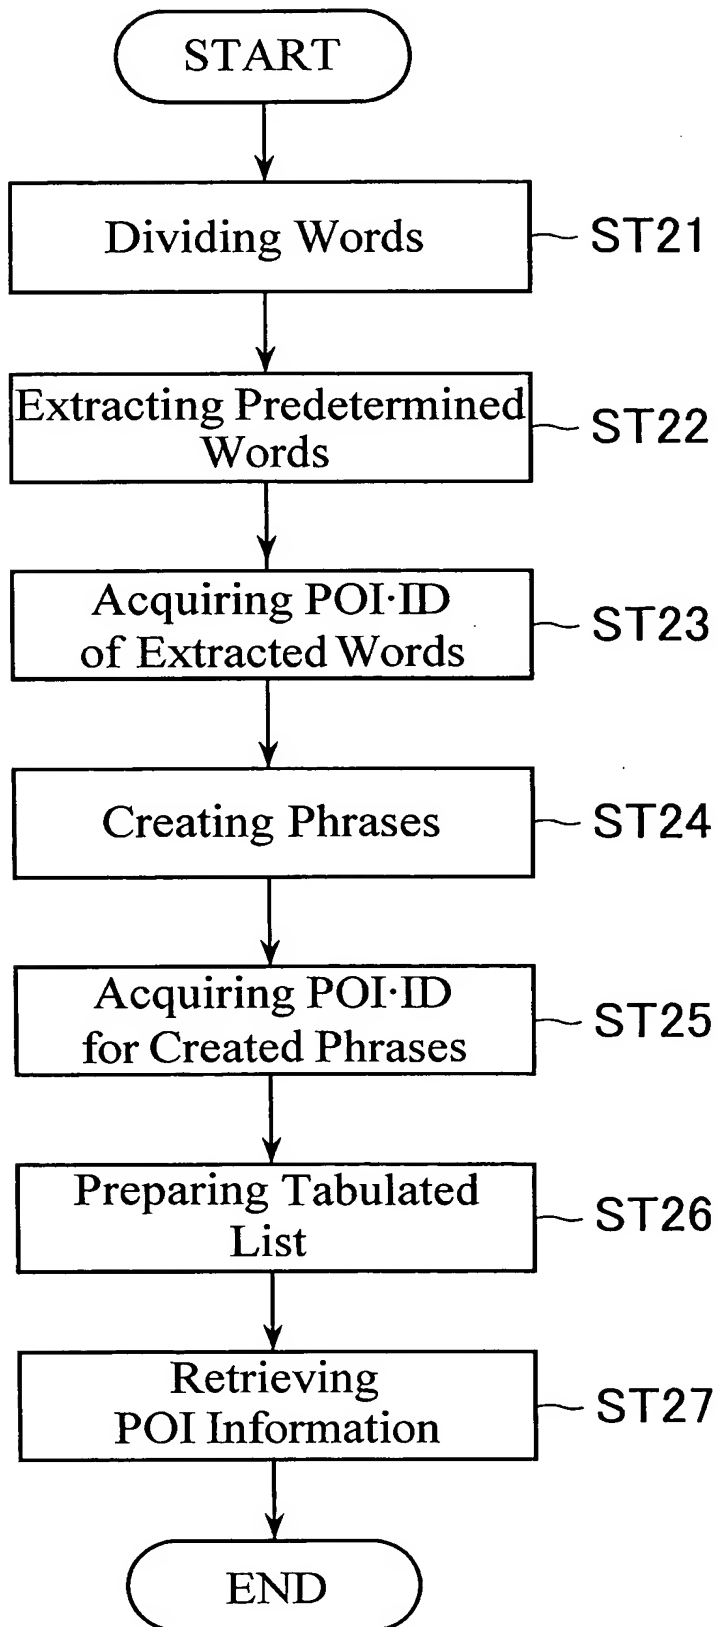 START
Dividing Words
ST21
Extracting Predetermined
Words
ST22
Acquiring POI·ID
of Extracted Words
ST23
Creating Phrases
ST24
Acquiring POI·ID
for Created Phrases
ST25
Preparing Tabulated
List
ST26
Retrieving
POI Information
ST27
END